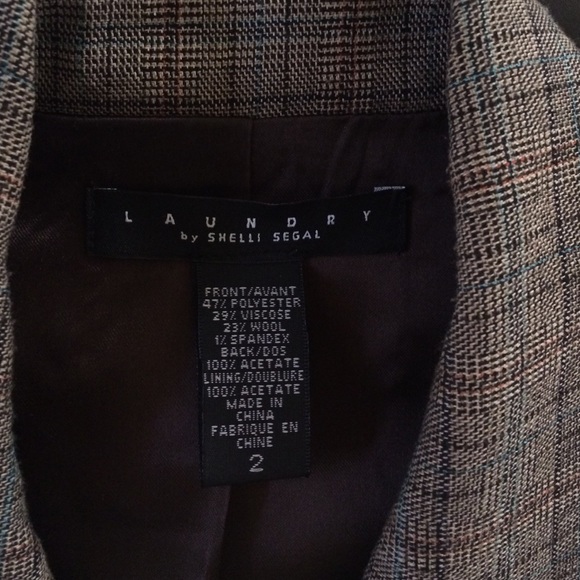 LAUNDRY
by SHELLI SEGAL
FRONT/AVANT
47% POLYESTER
29% VISCOSE
23% WOOL
1% SPANDEX
BACK/DOS
100% ACETATE
LINING/DOUBLURE
100% ACETATE
MADE IN
CHINA
FABRIQUE EN
CHINE
2